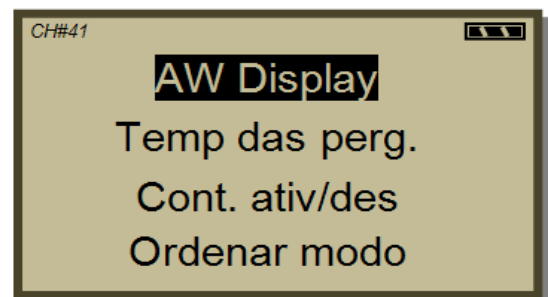 CH#41
AW Display
Temp das perg.
Cont. ativ/des
Ordenar modo